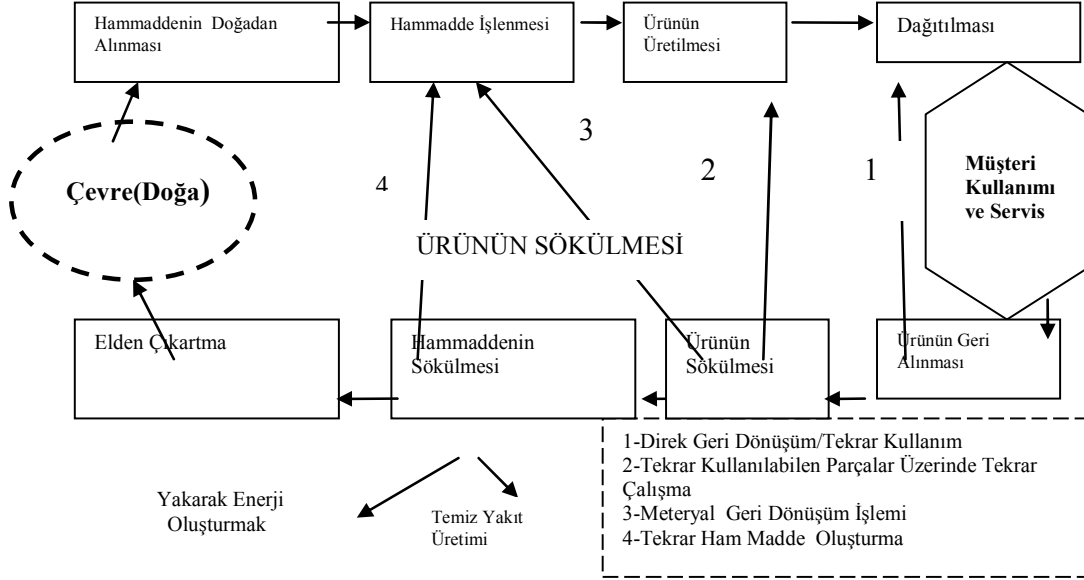 Hammaddenin Doğadan
Alınması
Hammadde İşlenmesi
Ürünün
Üretilmesi
Dağıtılması
3
4
2
1
Çevre(Doğa)
Müşteri
Kullanımı
ve Servis
ÜRÜNÜN SÖKÜLMESİ
Elden Çıkartma
Hammaddenin
Sökülmesi
Ürünün
Sökülmesi
Ürünün Geri
Alınması
Yakarak Enerji
Oluşturmak
Temiz Yakıt
Üretimi
1-Direk Geri Dönüşüm/Tekrar Kullanım
2-Tekrar Kullanılabilen Parçalar Üzerinde Tekrar
Çalışma
3-Meteryal Geri Dönüşüm İşlemi
4-Tekrar Ham Madde Oluşturma